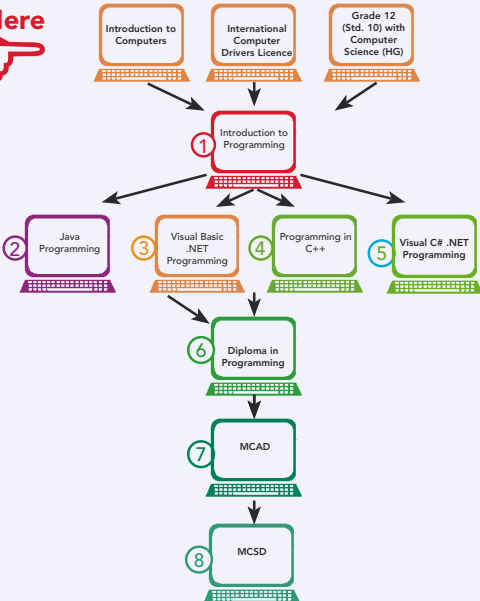 Here
Introduction to
Computers
International
Computer
Drivers Licence
Grade 12
(Std. 10) with
Computer
Science (HG)
1
Introduction to
Programming
2
Java
Programming
3
Visual Basic
.NET
Programming
4
Programming in
C++
5
Visual C# .NET
Programming
6
Diploma in
Programming
7
MCAD
8
MCSD